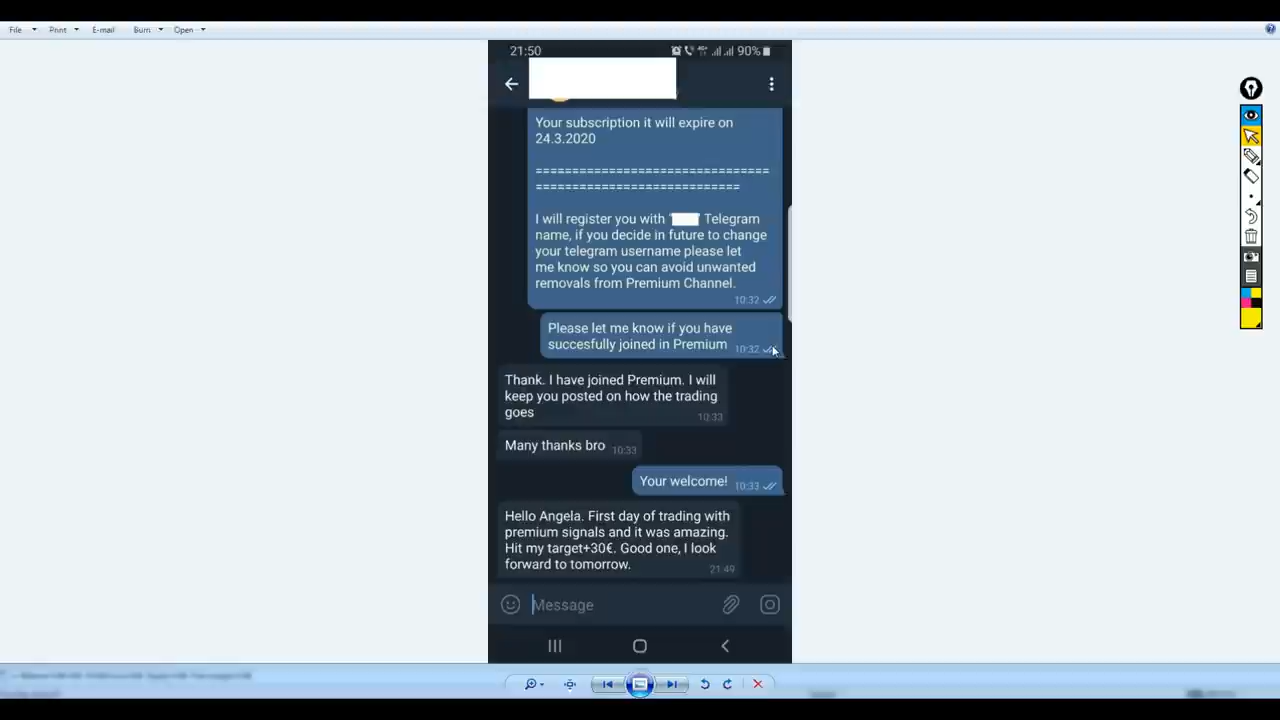 File Print E-mail Burn Open
21:50 90%
Your subscription it will expire on
24.3.2020
================================
============================
I will register you with ' ' Telegram
name, if you decide in future to change
your telegram username please let
me know so you can avoid unwanted
removals from Premium Channel.
10:32
Please let me know if you have
succesfully joined in Premium 10:32
Thank. I have joined Premium. I will
keep you posted on how the trading
goes 10:33
Many thanks bro 10:33
Your welcome! 10:33
Hello Angela. First day of trading with
premium signals and it was amazing.
Hit my target+30€. Good one, I look
forward to tomorrow. 21:49
Message